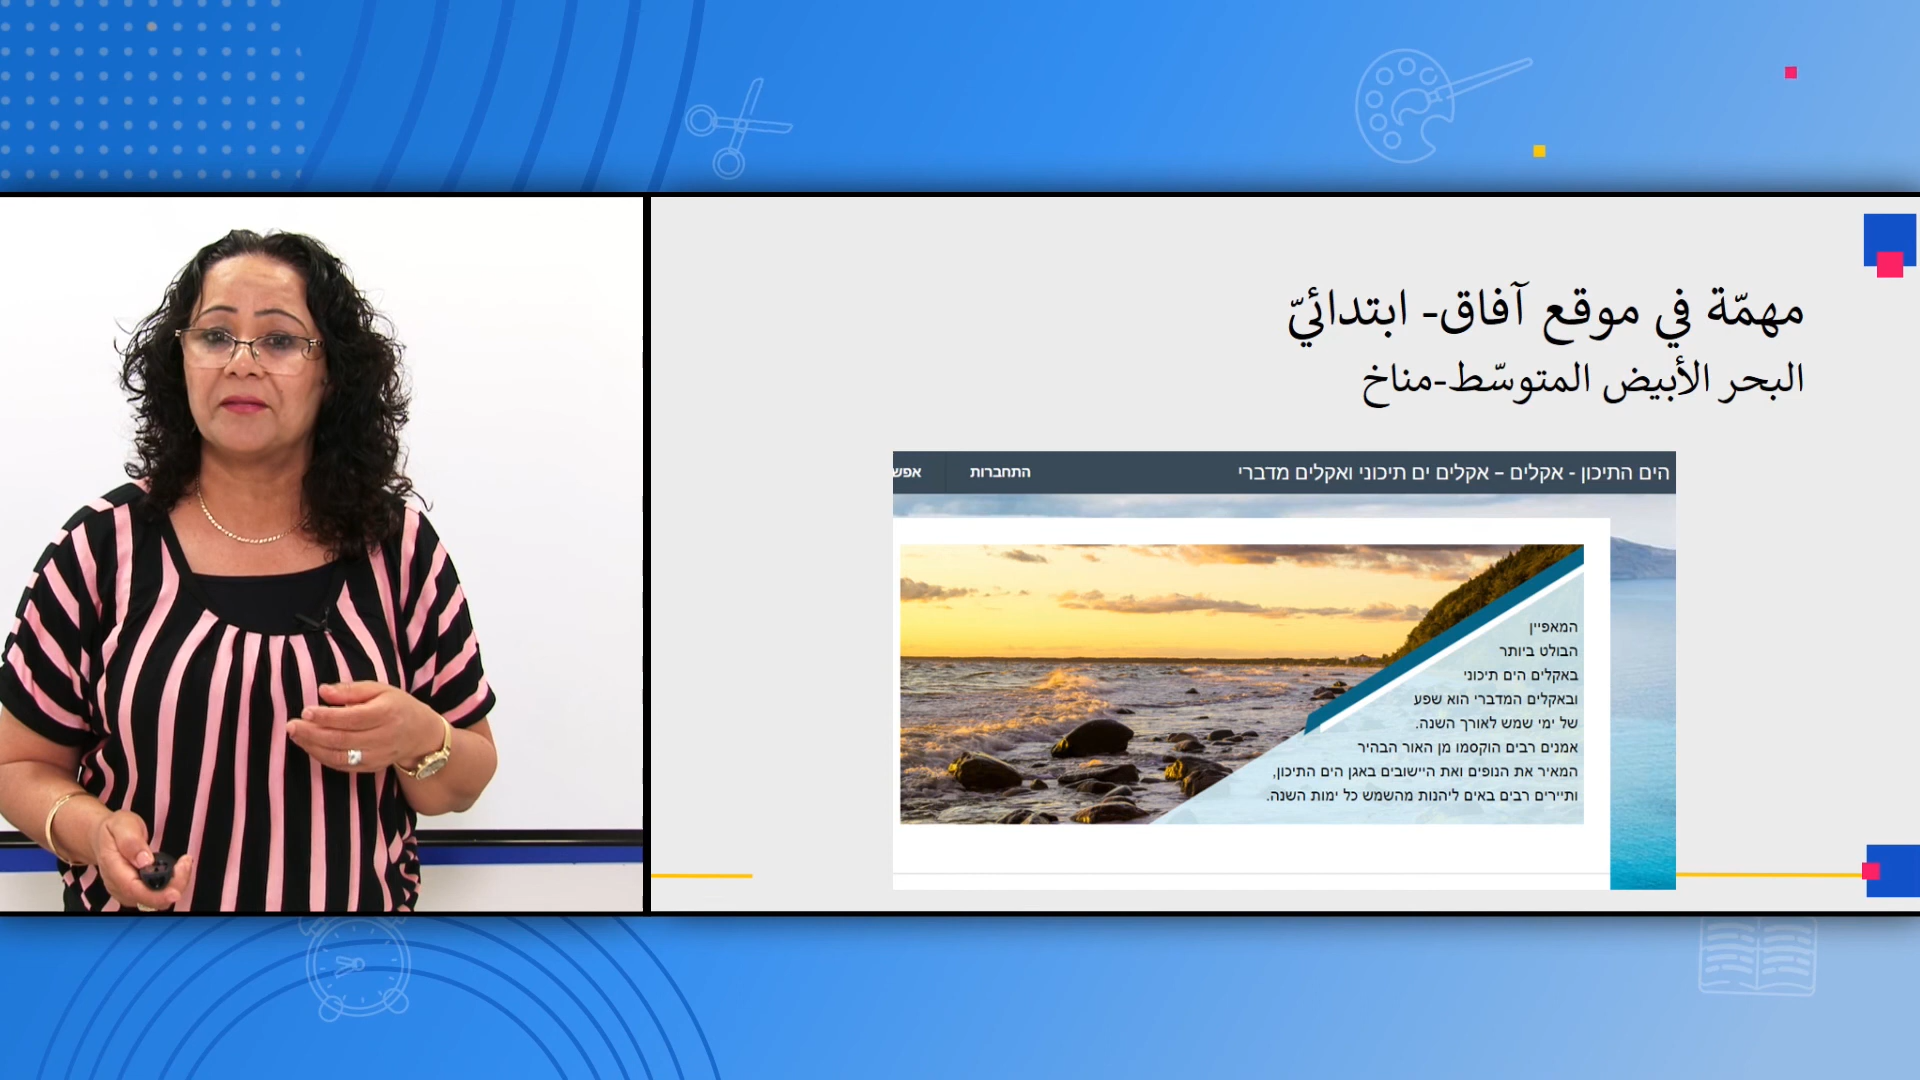 مهمّة في موقع آفاق- ابتدائيّ
البحر الأبيض المتوسّط-مناخ
הים התיכון - אקלים – אקלים ים תיכוני ואקלים מדברי
התחברות
אפש
המאפיין
הבולט ביותר
באקלים הים תיכוני
ובאקלים המדברי הוא שפע
של ימי שמש לאורך השנה.
אמנים רבים הוקסמו מן האור הבהיר
המאיר את הנופים ואת היישובים באגן הים התיכון,
ותיירים רבים באים ליהנות מהשמש כל ימות השנה.